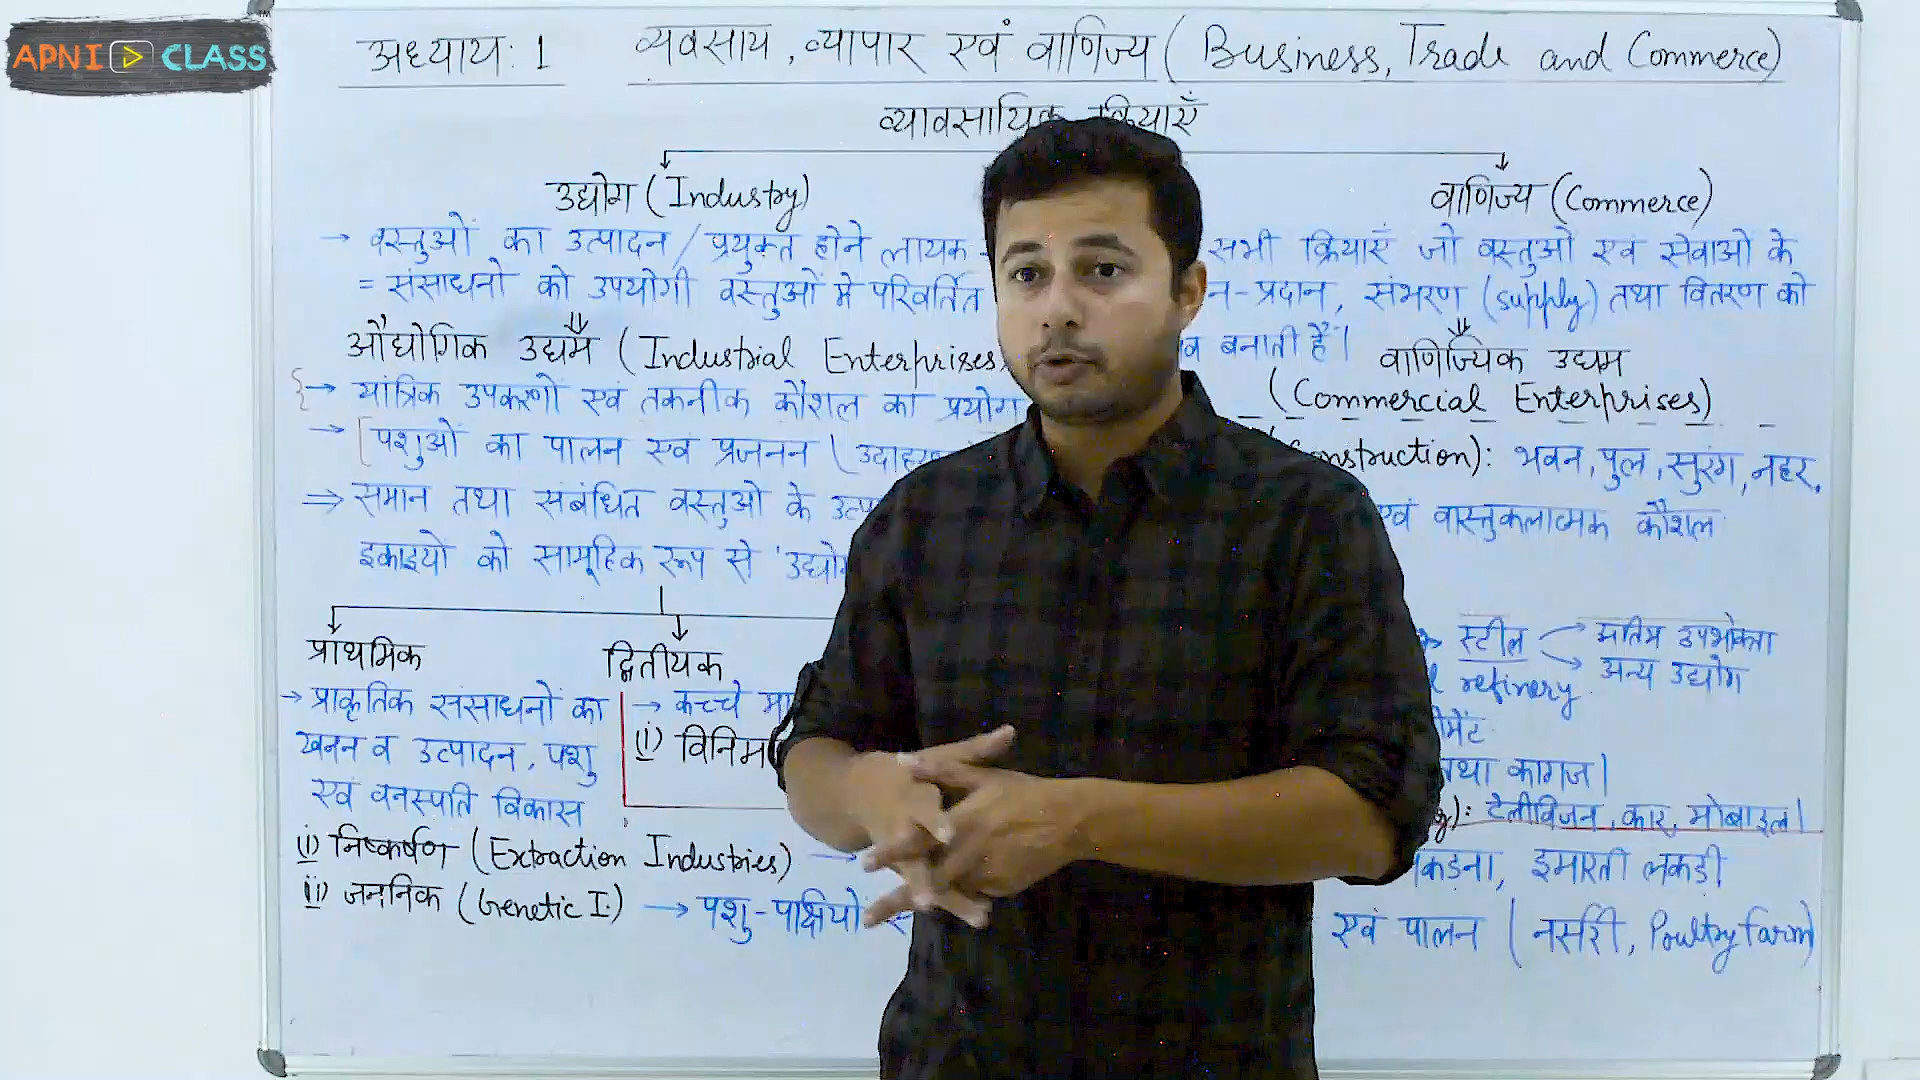 APNI CLASS
अध्याय: 1 व्यवसाय, व्यापार एवं वाणिज्य (Business, Trade and Commerce)
व्यावसायिक क्रियाएँ
उद्योग (Industry) वाणिज्य (Commerce)
→ वस्तुओं का उत्पादन / प्रयुक्त होने लायक सभी क्रियाएँ जो वस्तुओ एवं सेवाओ के
= संसाधनो को उपयोगी वस्तुओं मे परिवर्तित न-प्रदान, संभरण (supply) तथा वितरण को
औद्योगिक उद्यम (Industrial Enterprises) बनाती हैं। वाणिज्यिक उद्यम
(Commercial Enterprises)
→ यांत्रिक उपकरणो एवं तकनीक कौशल का प्रयोग
→ [पशुओं का पालन एवं प्रजनन (उदाहरण nstruction): भवन, पुल, सुरंग, नहर,
⇒ समान तथा संबंधित वस्तुओ के उत्प एवं वास्तुकलात्मक कौशल
इकाइयो को सामूहिक रूप से 'उद्यो
प्राथमिक द्वितीयक स्टील अंतिम उपभोक्ता
अन्य उद्योग
→ प्राकृतिक संसाधनों का → कच्चे मा refinery.
खनन व उत्पादन, पशु (i) विनिम मेंट
एवं वनस्पति विकास तथा कागज।
g): टेलीविजन, कार, मोबाइल।
(i) निष्कर्षण (Extraction Industries) → कड़ना, इमारती लकड़ी
(ii) जननिक (Genetic I.) → पशु-पक्षियो एवं पालन (नर्सरी, Poultry farm)